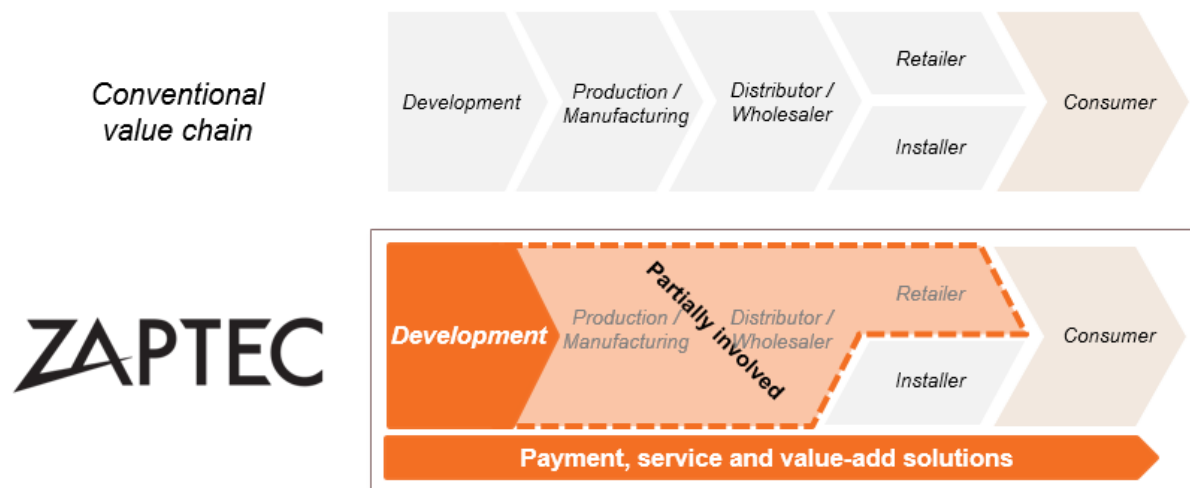 Conventional
value chain
Development
Production /
Manufacturing
Distributor /
Wholesaler
Retailer
Installer
Consumer
ZAPTEC
Development
Production /
Manufacturing
Partially involved
Distributor /
Wholesaler
Retailer
Installer
Consumer
Payment, service and value-add solutions